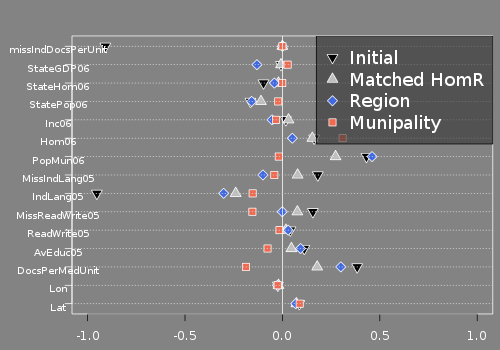 missIndDocsPerUnit
StateGDP06
StateHom06
StatePop06
Inc06
Hom06
PopMun06
MissIndLang05
IndLang05
MissReadWrite05
ReadWrite05
AvEduc05
DocsPerMedUnit
Lon
Lat
Initial
Matched HomR
Region
Munipality
-1.0 -0.5 0.0 0.5 1.0